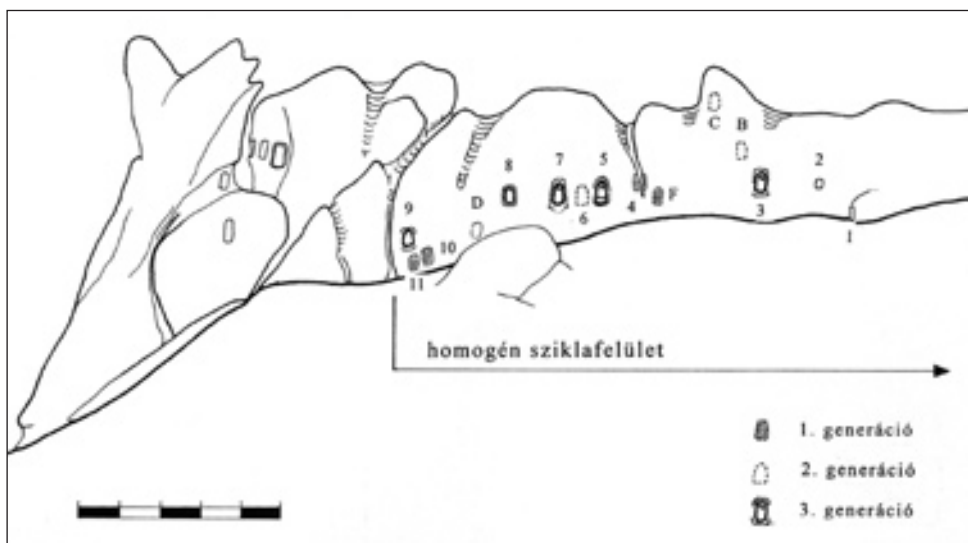 C
B
2
8
7
5
D
6
4
F
3
9
10
1
11
homogén sziklafelület
1. generáció
2. generáció
3. generáció